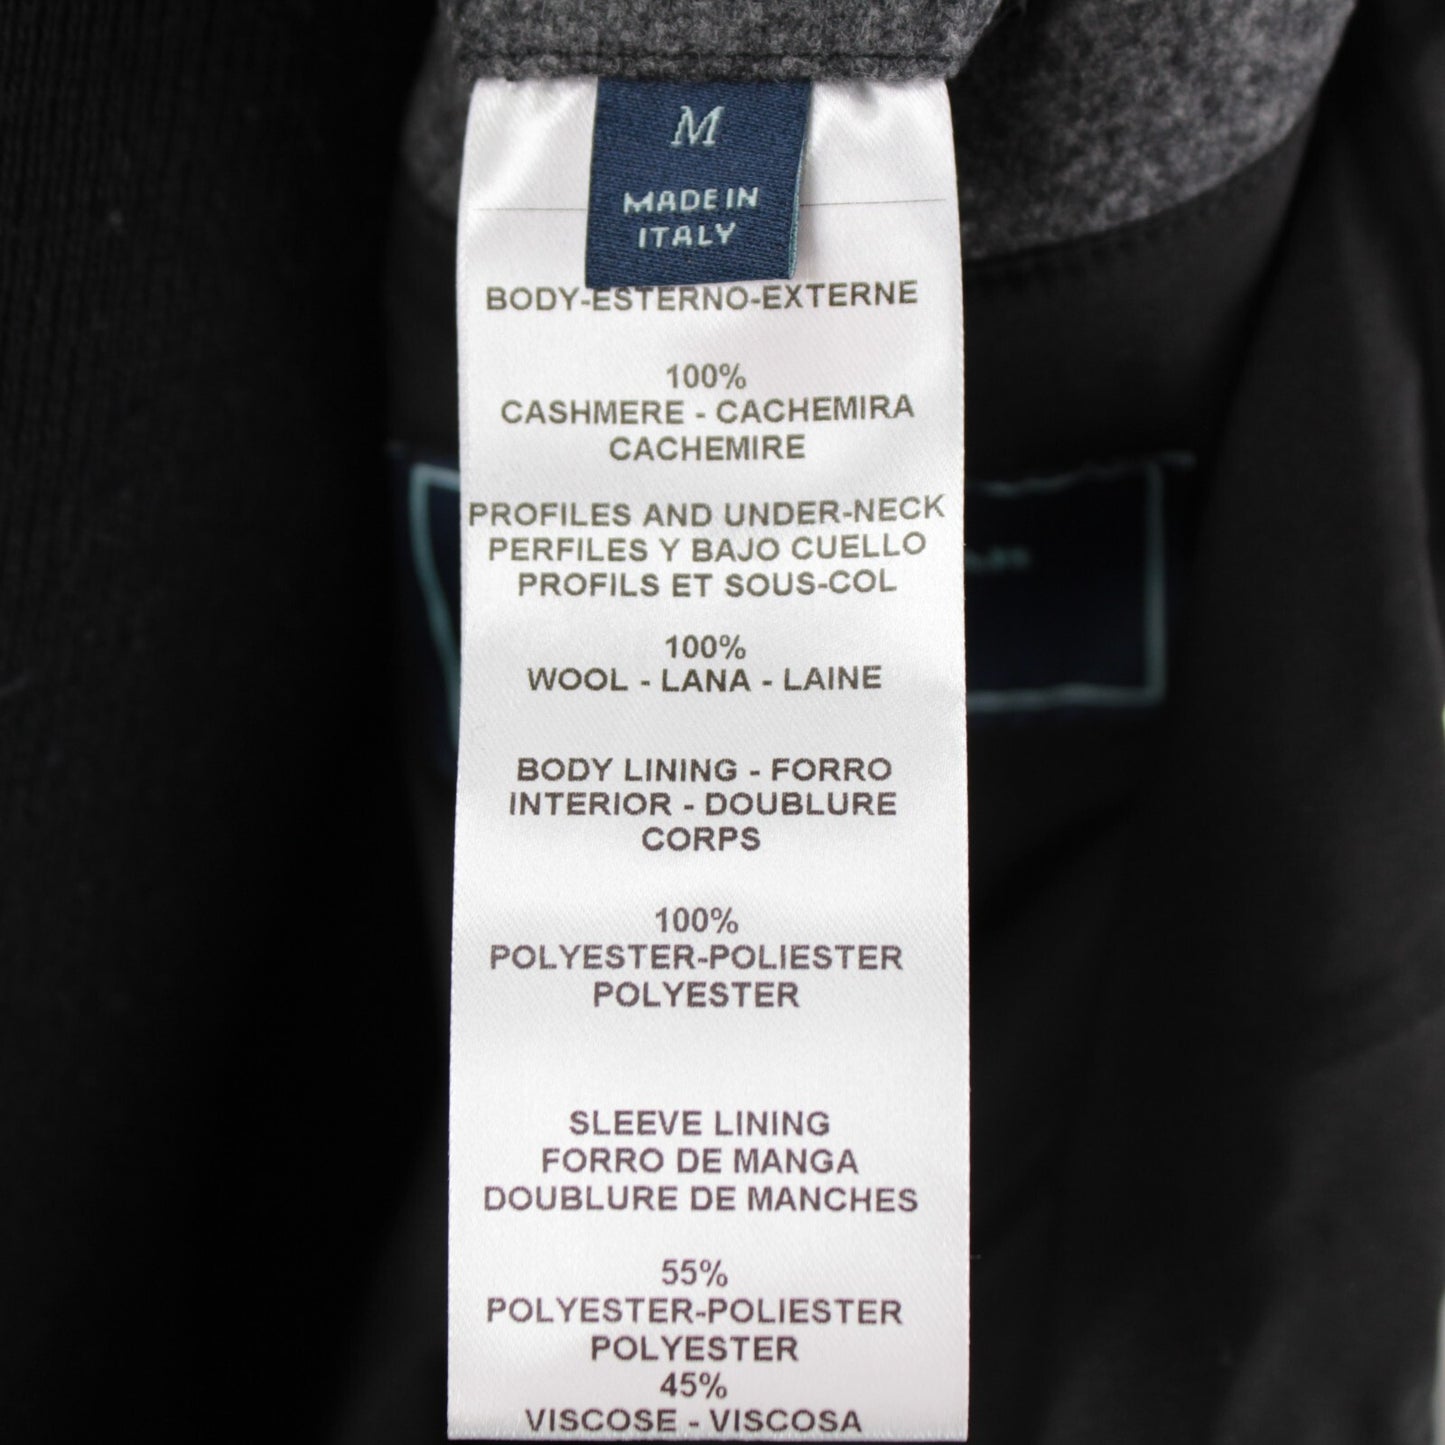 M
MADE IN
ITALY
BODY-ESTERNO-EXTERNE
100%
CASHMERE - CACHEMIRA
CACHEMIRE
PROFILES AND UNDER-NECK
PERFILES Y BAJO CUELLO
PROFILS ET SOUS-COL
100%
WOOL - LANA - LAINE
BODY LINING - FORRO
INTERIOR - DOUBLURE
CORPS
100%
POLYESTER-POLIESTER
POLYESTER
SLEEVE LINING
FORRO DE MANGA
DOUBLURE DE MANCHES
55%
POLYESTER-POLIESTER
POLYESTER
45%
VISCOSE - VISCOSA